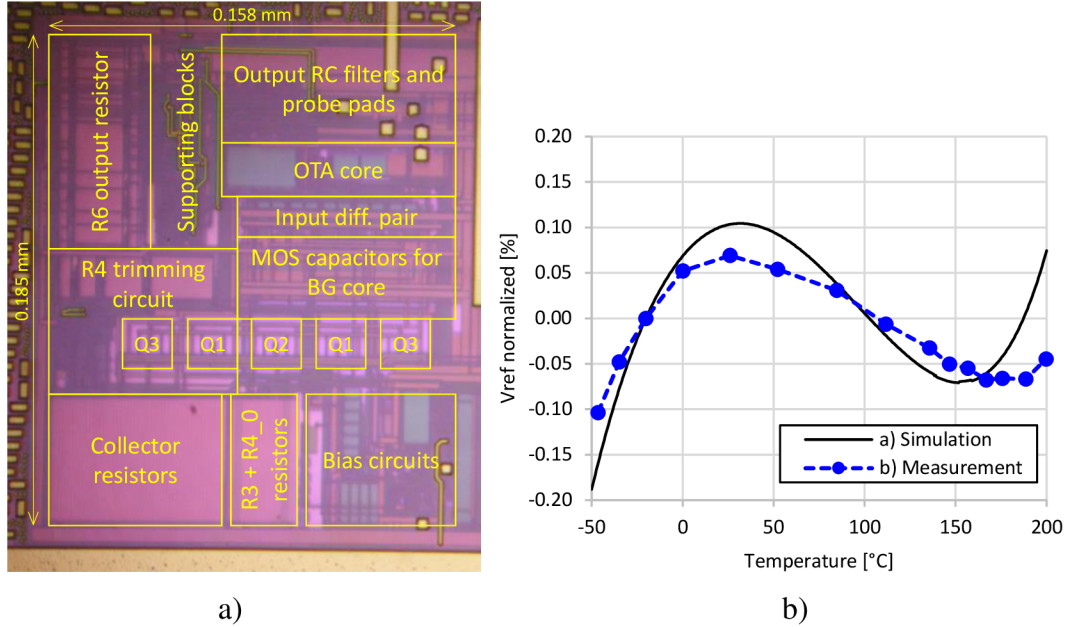 0.158 mm
0.185 mm
R6 output resistor
Supporting blocks
Output RC filters and
probe pads
OTA core
Input diff. pair
MOS capacitors for
BG core
R4 trimming
circuit
Q3
Q1
Q2
Q1
Q3
Collector
resistors
R3 + R4_0
resistors
Bias circuits
a)
Vref normalized [%]
0.20
0.15
0.10
0.05
0.00
-0.05
-0.10
-0.15
-0.20
a) Simulation
b) Measurement
-50 0 50 100 150 200
Temperature [°C]
b)